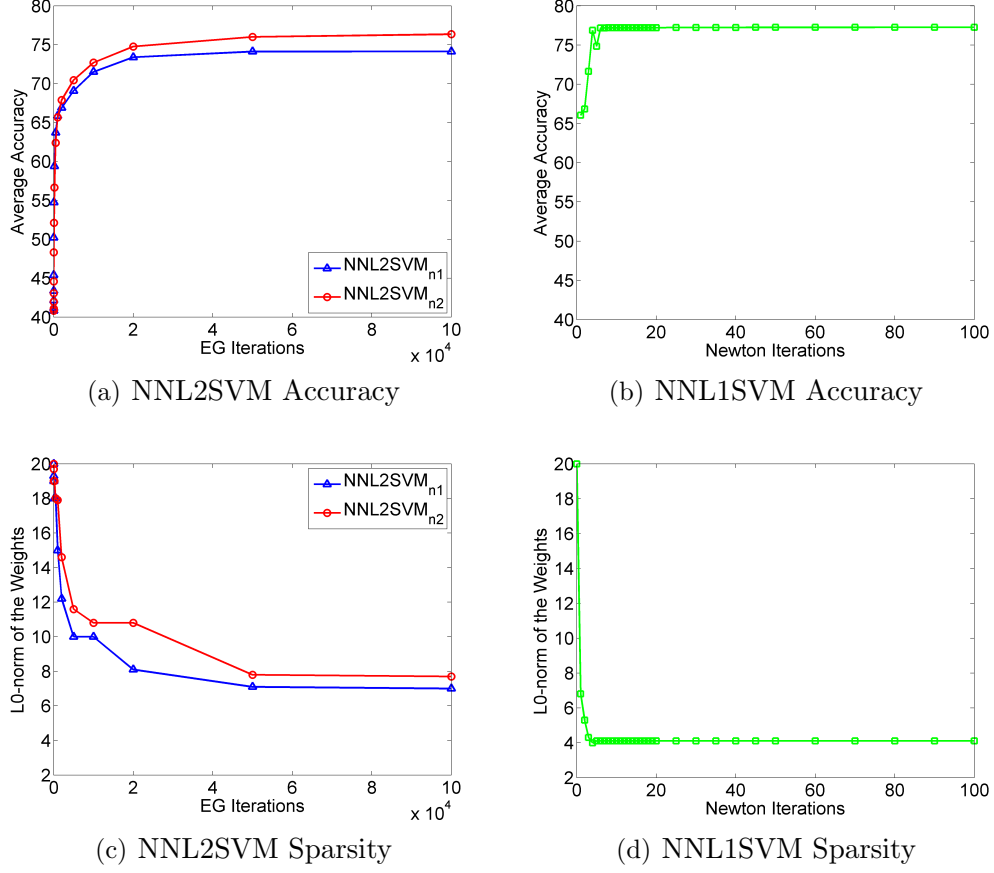 80
75
70
65
60
55
50
45
40
0 2 4 6 8 10
x 10^4
Average Accuracy
EG Iterations
NNL2SVM_n1
NNL2SVM_n2
(a) NNL2SVM Accuracy
80
75
70
65
60
55
50
45
40
0 20 40 60 80 100
Average Accuracy
Newton Iterations
(b) NNL1SVM Accuracy
20
18
16
14
12
10
8
6
4
2
0 2 4 6 8 10
x 10^4
L0-norm of the Weights
EG Iterations
NNL2SVM_n1
NNL2SVM_n2
(c) NNL2SVM Sparsity
20
18
16
14
12
10
8
6
4
2
0 20 40 60 80 100
L0-norm of the Weights
Newton Iterations
(d) NNL1SVM Sparsity